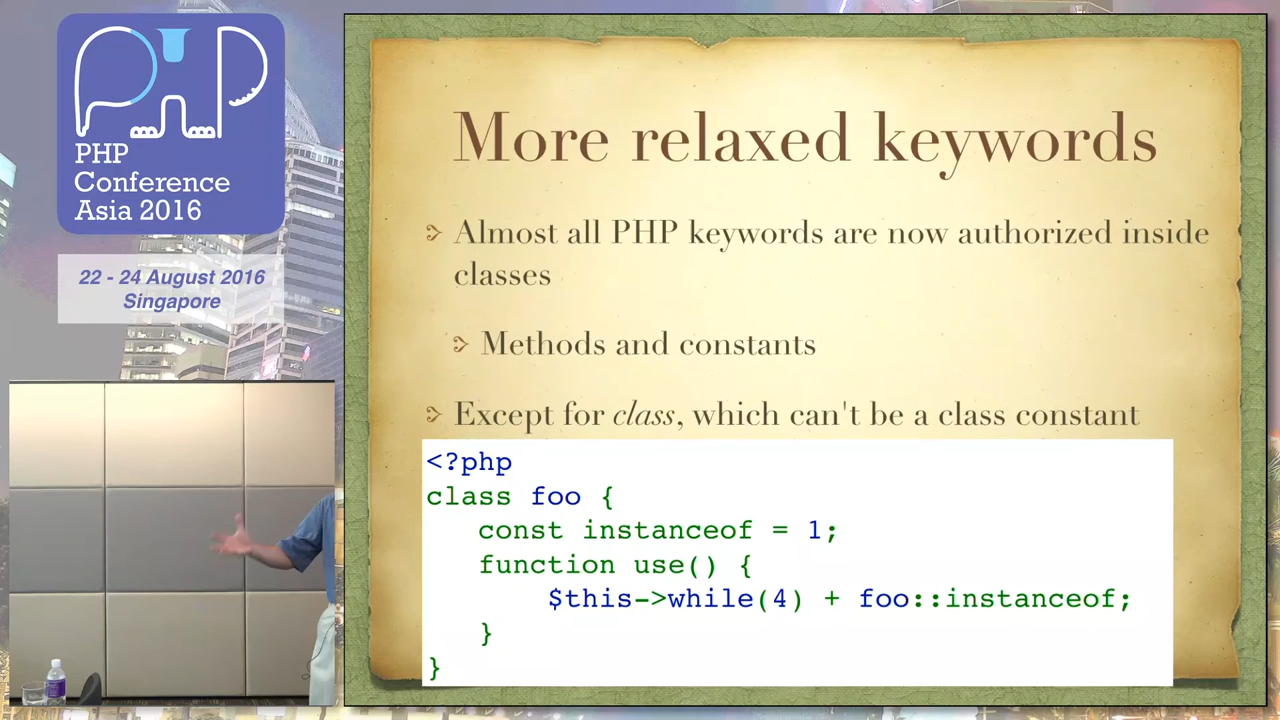 PHP
PHP
Conference
Asia 2016
22 - 24 August 2016
Singapore
More relaxed keywords
Almost all PHP keywords are now authorized inside
classes
Methods and constants
Except for class, which can't be a class constant
<?php
class foo {
   const instanceof = 1;
   function use() {
       $this->while(4) + foo::instanceof;
   }
}